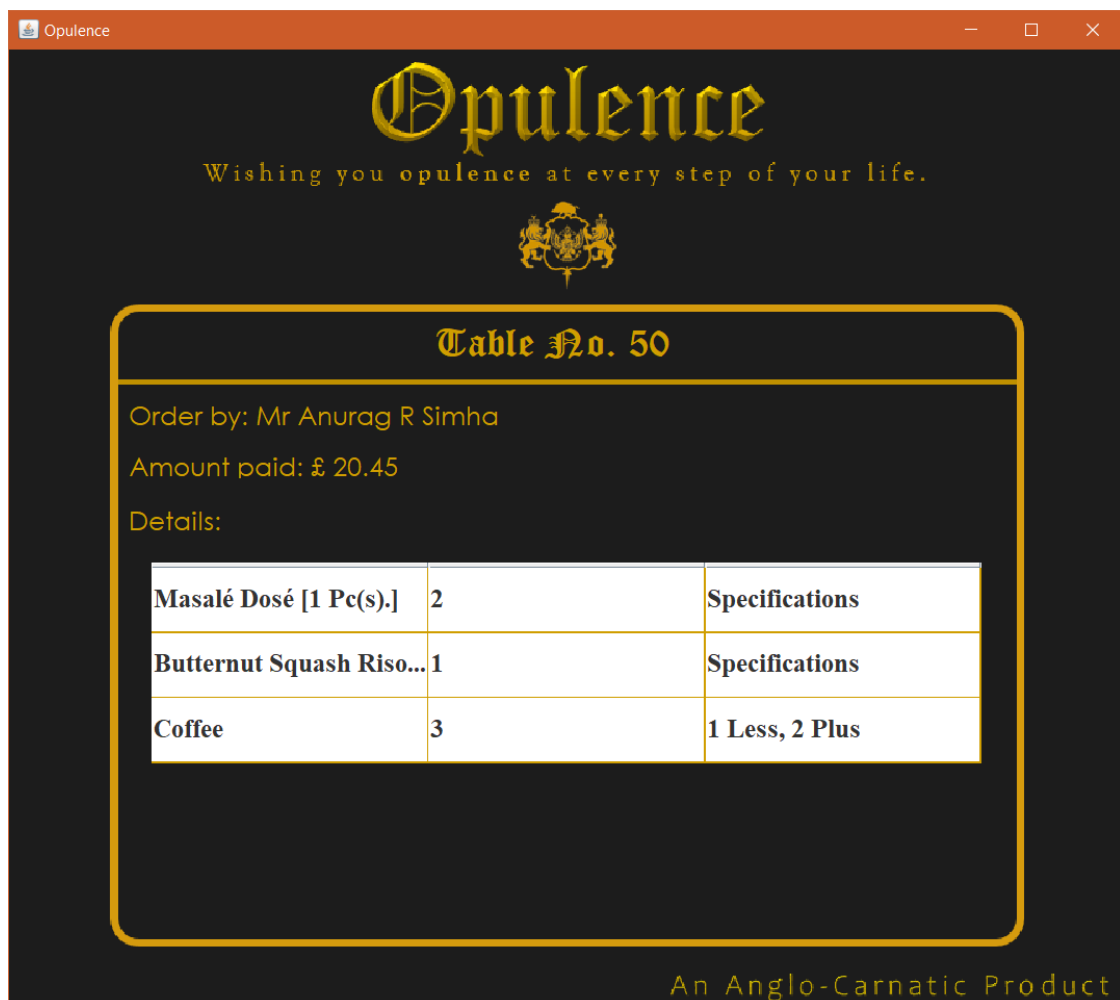 Opulence
Opulence
Wishing you opulence at every step of your life.
Table No. 50
Order by: Mr Anurag R Simha
Amount paid: £ 20.45
Details:
Masalé Dosé [1 Pc(s).] 2 Specifications
Butternut Squash Riso... 1 Specifications
Coffee 3 1 Less, 2 Plus
An Anglo-Carnatic Product